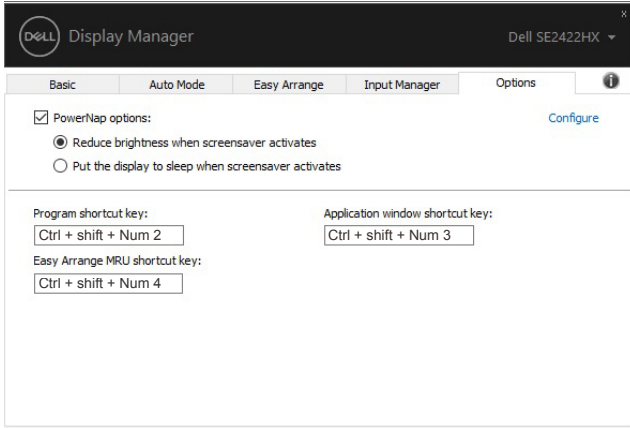 x
DELL Display Manager
Dell SE2422HX
Basic
Auto Mode
Easy Arrange
Input Manager
Options
i
PowerNap options:
Configure
Reduce brightness when screensaver activates
Put the display to sleep when screensaver activates
Program shortcut key:
Application window shortcut key:
Ctrl + shift + Num 2
Ctrl + shift + Num 3
Easy Arrange MRU shortcut key:
Ctrl + shift + Num 4